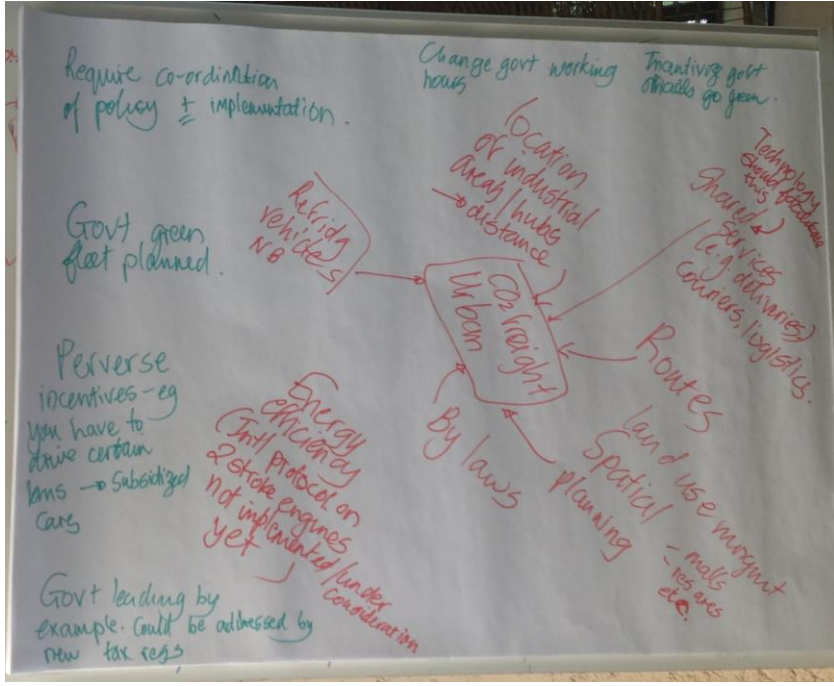 Require co-ordination
of policy + implementation.
Change govt working
hours
Incentivize govt
officials go green.
Govt green
fleet planned.
Perverse
incentives - eg
you have to
drive certain
kms → subsidized
cars
Govt leading by
example. Could be addressed by
new tax regs
vehicles
NB
location
or industrial
areas/hubs
→ distance
Technology
should
this
Shared
services
(e.g. deliveries)
couriers, logistics.
CO2 freight
Urban
Routes
By laws
land use
Spatial
planning
- malls
- res ares
etc.
Energy
efficiency
(Int'l protocol on
2 stroke engines
not implemented/under
consideration
yet